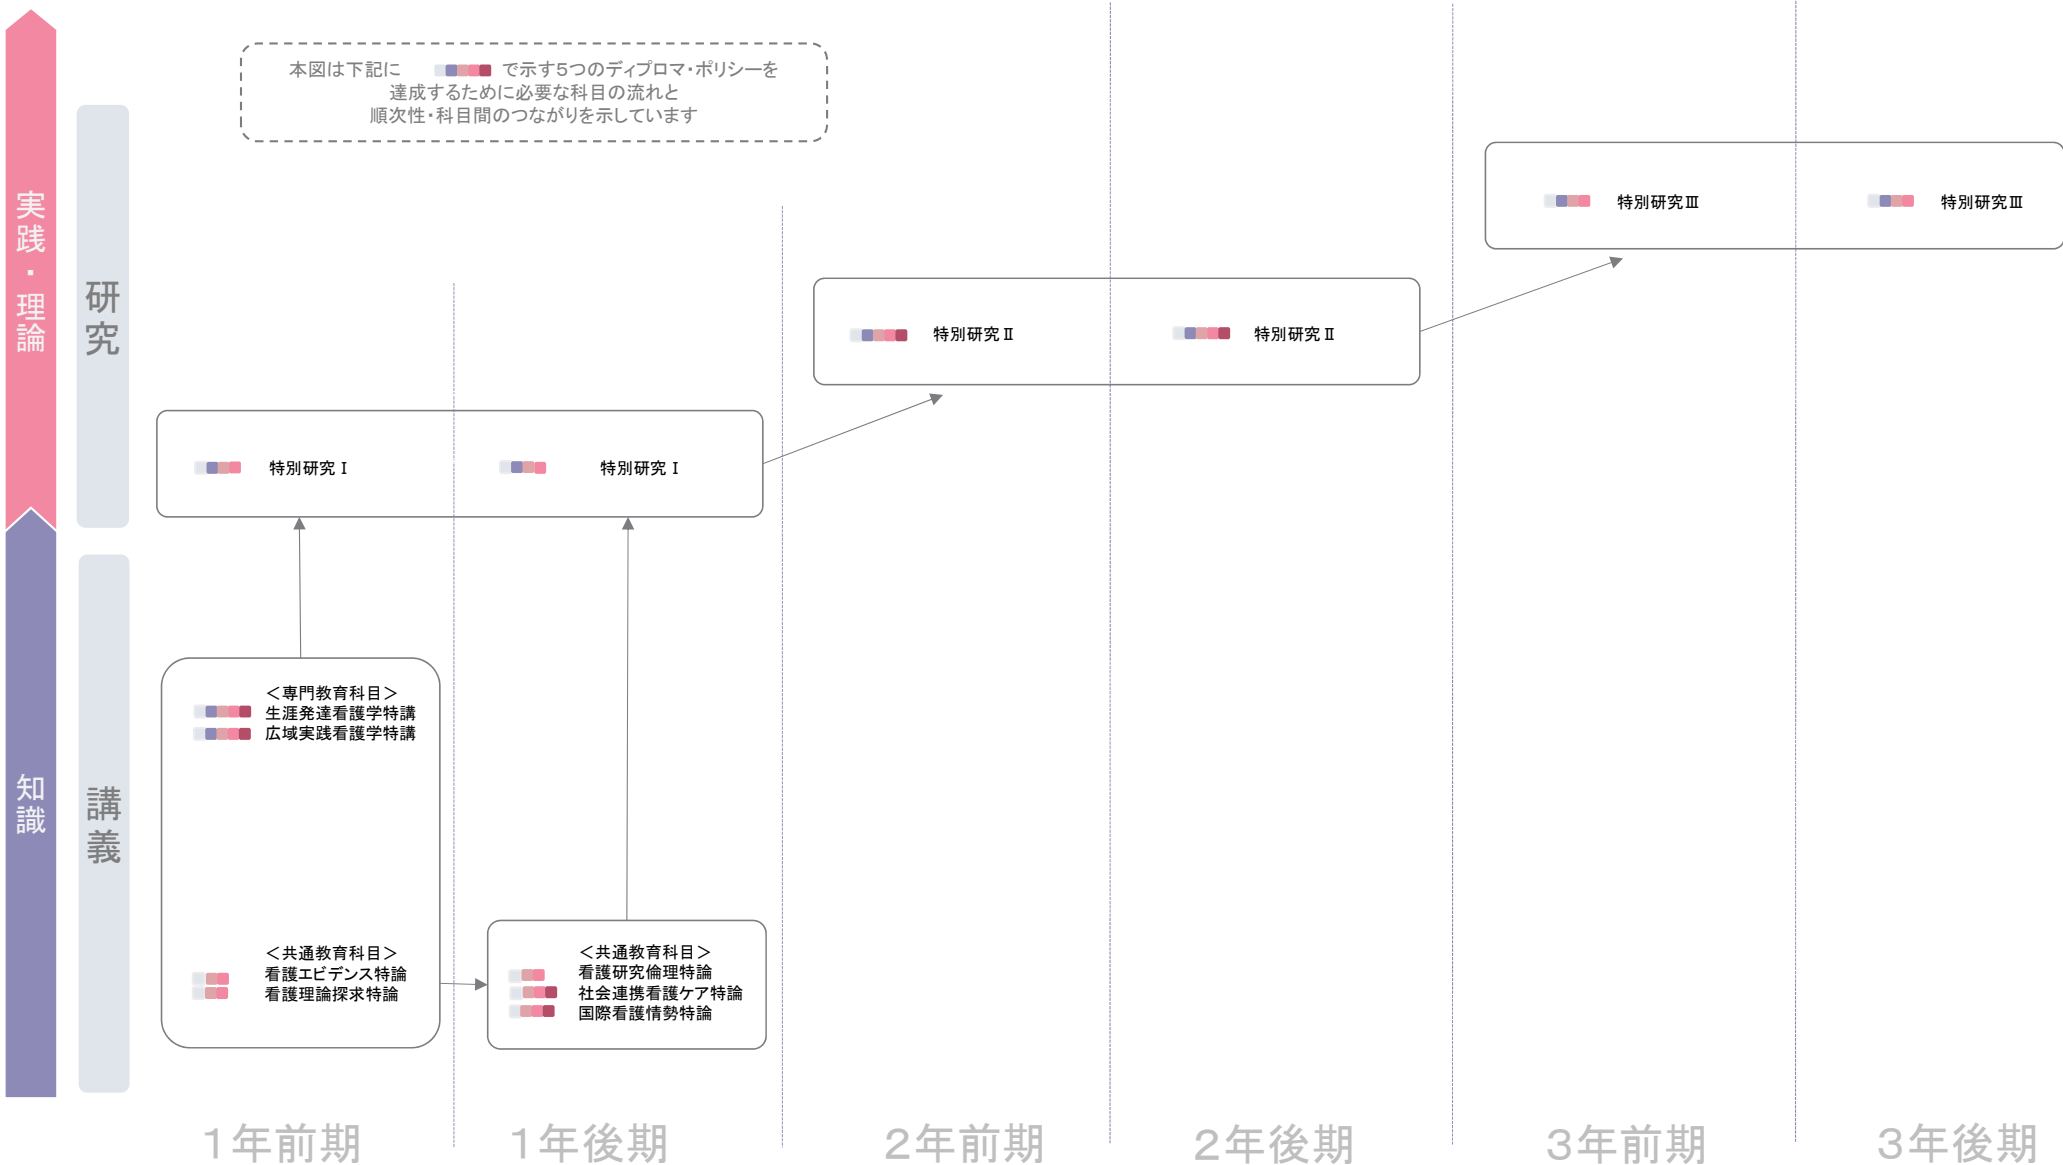 本図は下記に　　　で示す5つのディプロマ・ポリシーを
達成するために必要な科目の流れと
順次性・科目間のつながりを示しています
実践・理論
知識
研究
講義
特別研究Ⅲ
特別研究Ⅲ
特別研究Ⅱ
特別研究Ⅱ
特別研究Ⅰ
特別研究Ⅰ
＜専門教育科目＞
生涯発達看護学特講
広域実践看護学特講
＜共通教育科目＞
看護エビデンス特論
看護理論探求特論
＜共通教育科目＞
看護研究倫理特論
社会連携看護ケア特論
国際看護情勢特論
１年前期
１年後期
２年前期
２年後期
３年前期
３年後期